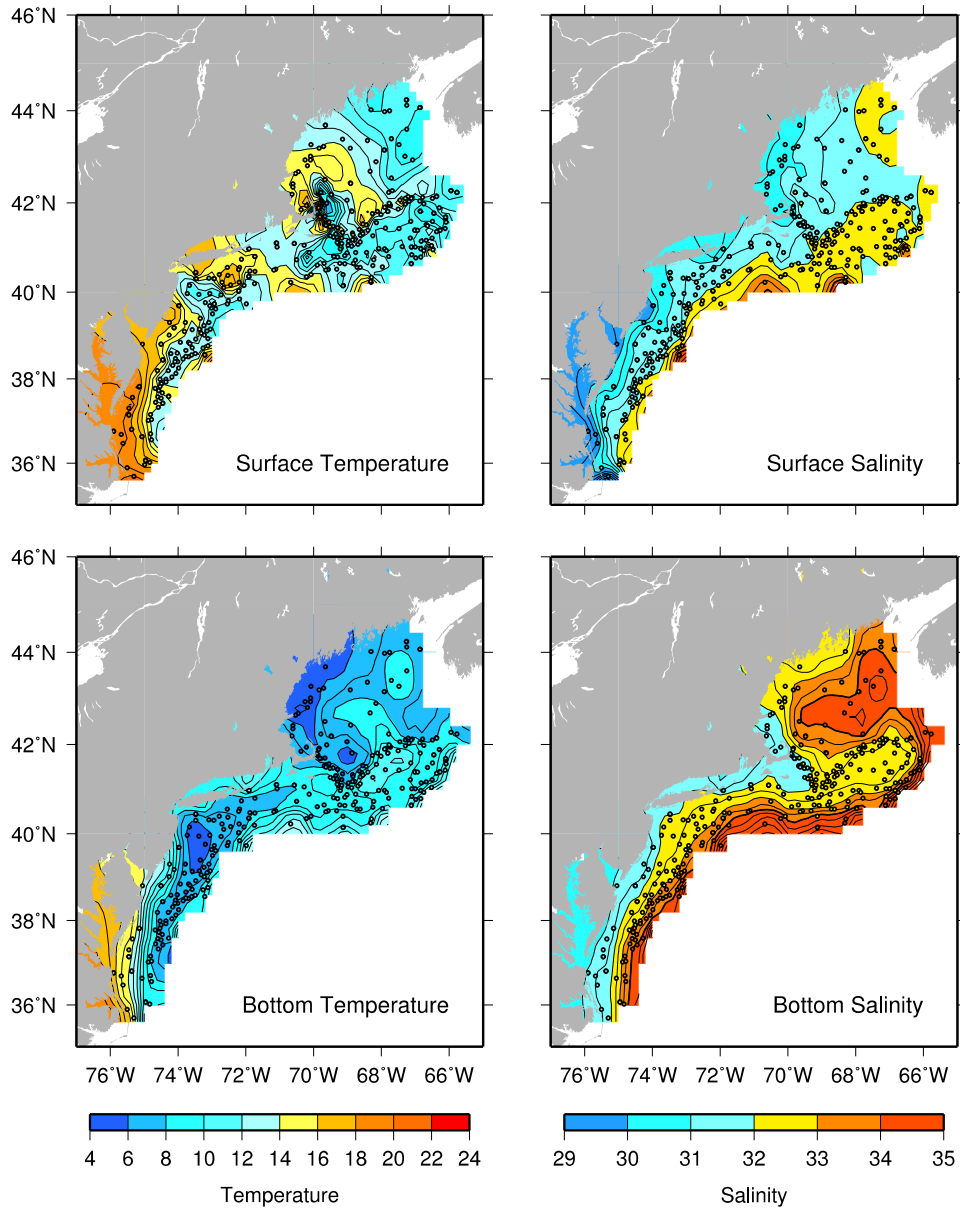 46°N
44°N
42°N
40°N
38°N
36°N
Surface Temperature
Surface Salinity
46°N
44°N
42°N
40°N
38°N
36°N
Bottom Temperature
Bottom Salinity
76°W 74°W 72°W 70°W 68°W 66°W
76°W 74°W 72°W 70°W 68°W 66°W
4 6 8 10 12 14 16 18 20 22 24
29 30 31 32 33 34 35
Temperature
Salinity